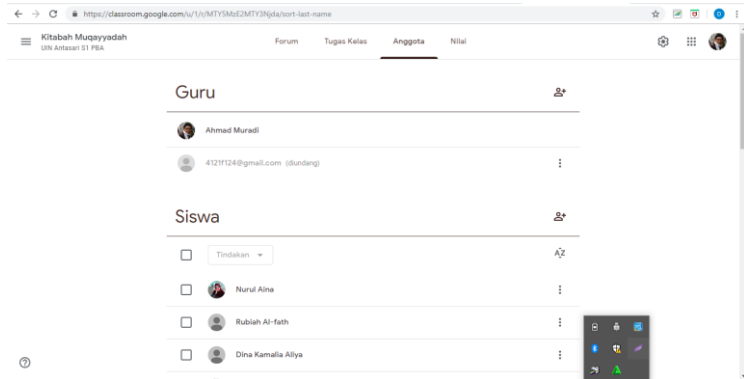 https://classroom.google.com/u/1/r/MTY5MzE2MTY3Njda/sort-last-name
Kitabah Muqayyadah
UIN Antasari S1 PBA
Forum Tugas Kelas Anggota Nilai
Guru
Ahmad Muradi
4121f124@gmail.com (diundang)
Siswa
Tindakan
AZ
Nurul Aina
Rubiah Al-fath
Dina Kamalia Aliya